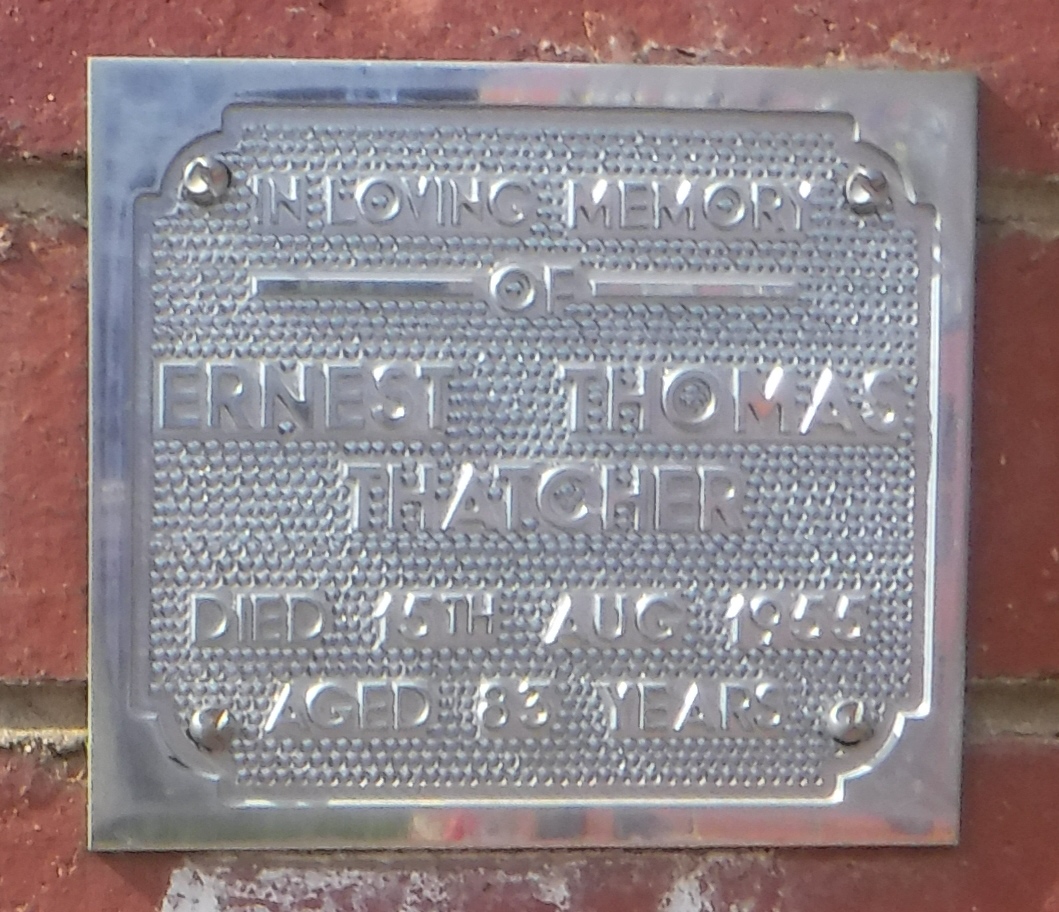 IN LOVING MEMORY
OF
ERNEST THOMAS
THATCHER
DIED 15TH AUG 1955
AGED 83 YEARS